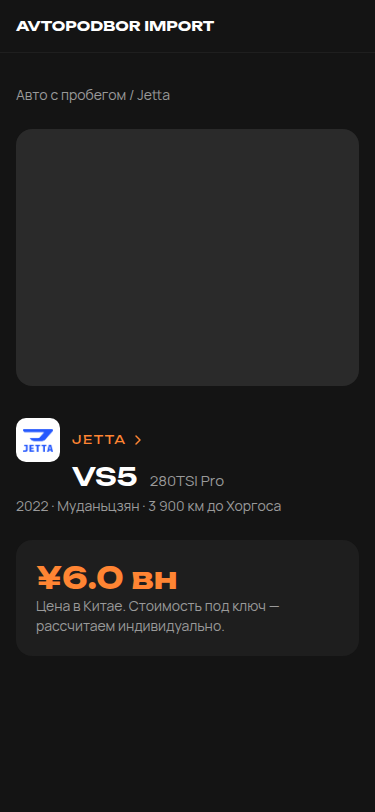 AVTOPODBOR IMPORT
Авто с пробегом / Jetta
JETTA
JETTA >
VS5 280TSI Pro
2022 · Муданьцзян · 3 900 км до Хоргоса
¥6.0 вн
Цена в Китае. Стоимость под ключ —
рассчитаем индивидуально.